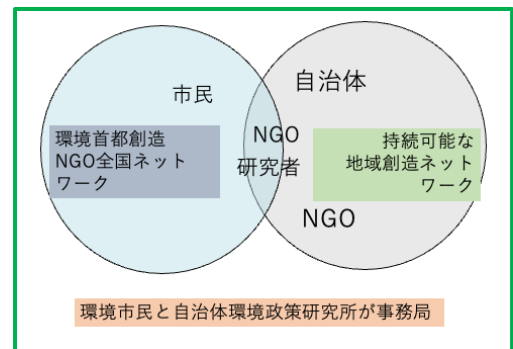 市民
自治体
環境首都創造
NGO全国ネット
ワーク
NGO
研究者
持続可能な
地域創造ネット
ワーク
NGO
環境市民と自治体環境政策研究所が事務局